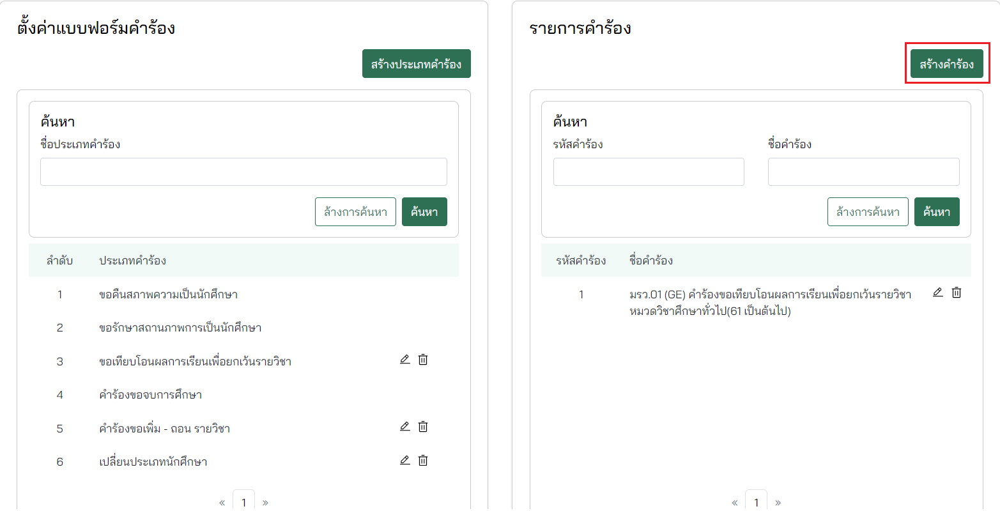 ตั้งค่าแบบฟอร์มคำร้อง
สร้างประเภทคำร้อง
ค้นหา
ชื่อประเภทคำร้อง
ล้างการค้นหา
ค้นหา
ลำดับ ประเภทคำร้อง
1 ขอคืนสภาพความเป็นนักศึกษา
2 ขอรักษาสถานภาพการเป็นนักศึกษา
3 ขอเทียบโอนผลการเรียนเพื่อยกเว้นรายวิชา
4 คำร้องขอจบการศึกษา
5 คำร้องขอเพิ่ม - ถอน รายวิชา
6 เปลี่ยนประเภทนักศึกษา
« 1 »
รายการคำร้อง
สร้างคำร้อง
ค้นหา
รหัสคำร้อง ชื่อคำร้อง
ล้างการค้นหา
ค้นหา
รหัสคำร้อง ชื่อคำร้อง
1 มรว.01 (GE) คำร้องขอเทียบโอนผลการเรียนเพื่อยกเว้นรายวิชา
หมวดวิชาศึกษาทั่วไป(61 เป็นต้นไป)
« 1 »